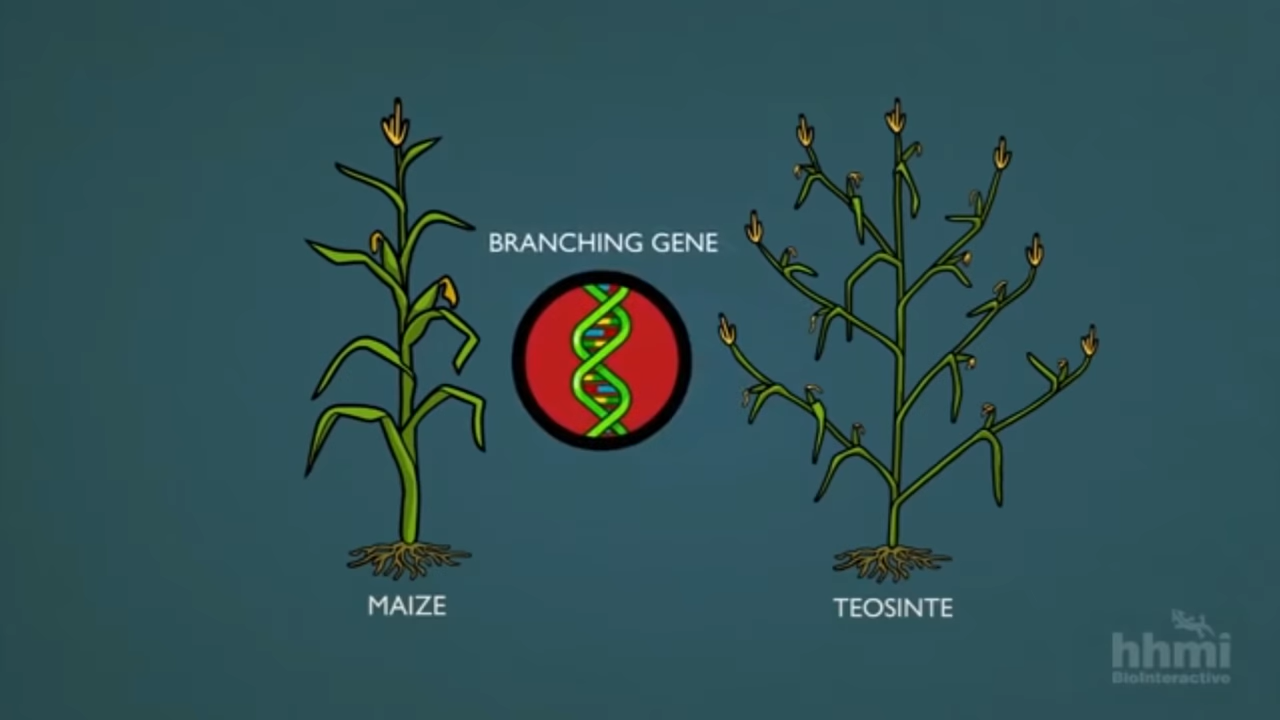 BRANCHING GENE
MAIZE
TEOSINTE
hhmi
BioInteractive